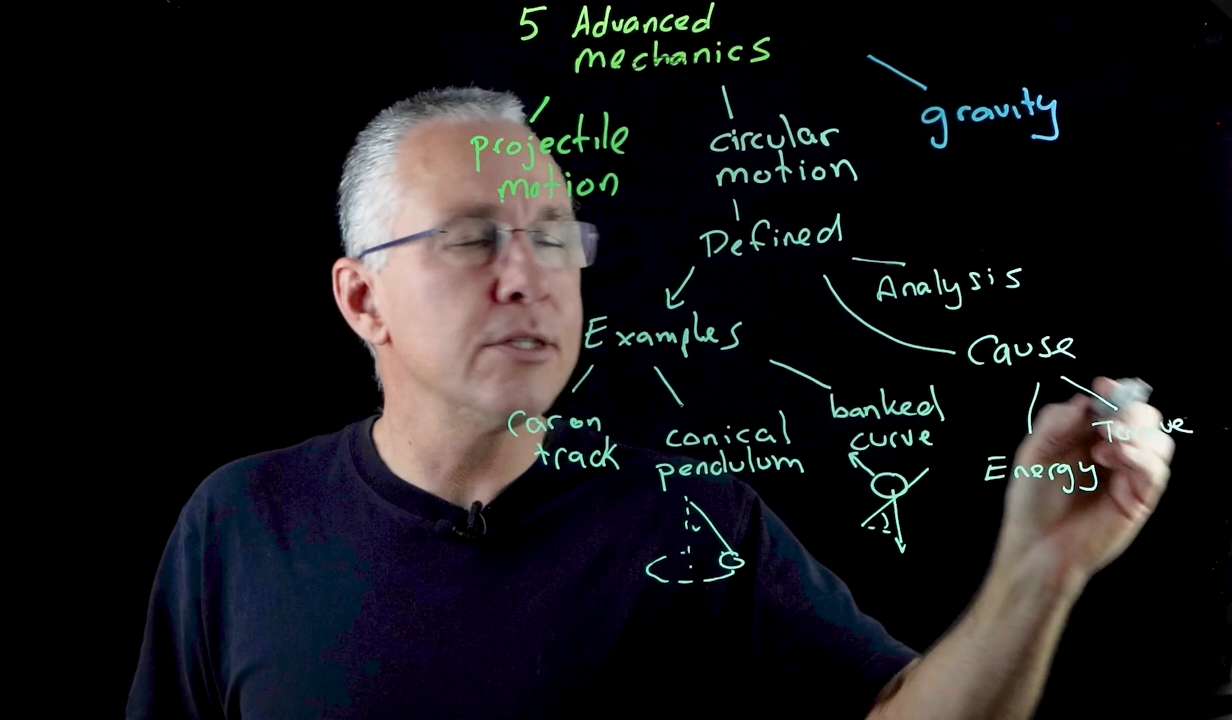 5 Advanced
mechanics
projectile
motion
circular
motion
gravity
Defined
Analysis
Examples
Cause
car on
track
conical
pendulum
banked
curve
Energy